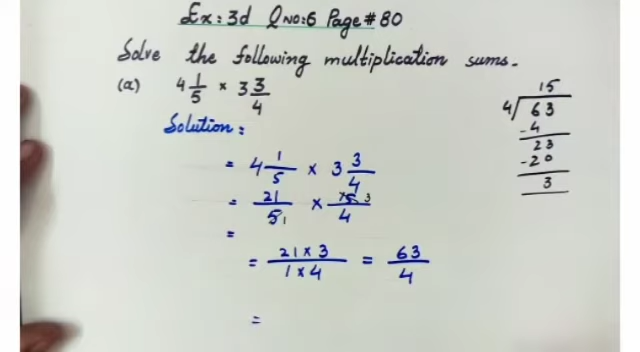 Ex: 3d Q NO: 6 Page # 80
Solve the following multiplication sums.
(a) 4 1/5 × 3 3/4
Solution:
= 4 1/5 × 3 3/4
= 21/5 1 × 15 3/4
=
= 21 × 3/1 × 4 = 63/4
=
15
4 63
-4
23
-20
3